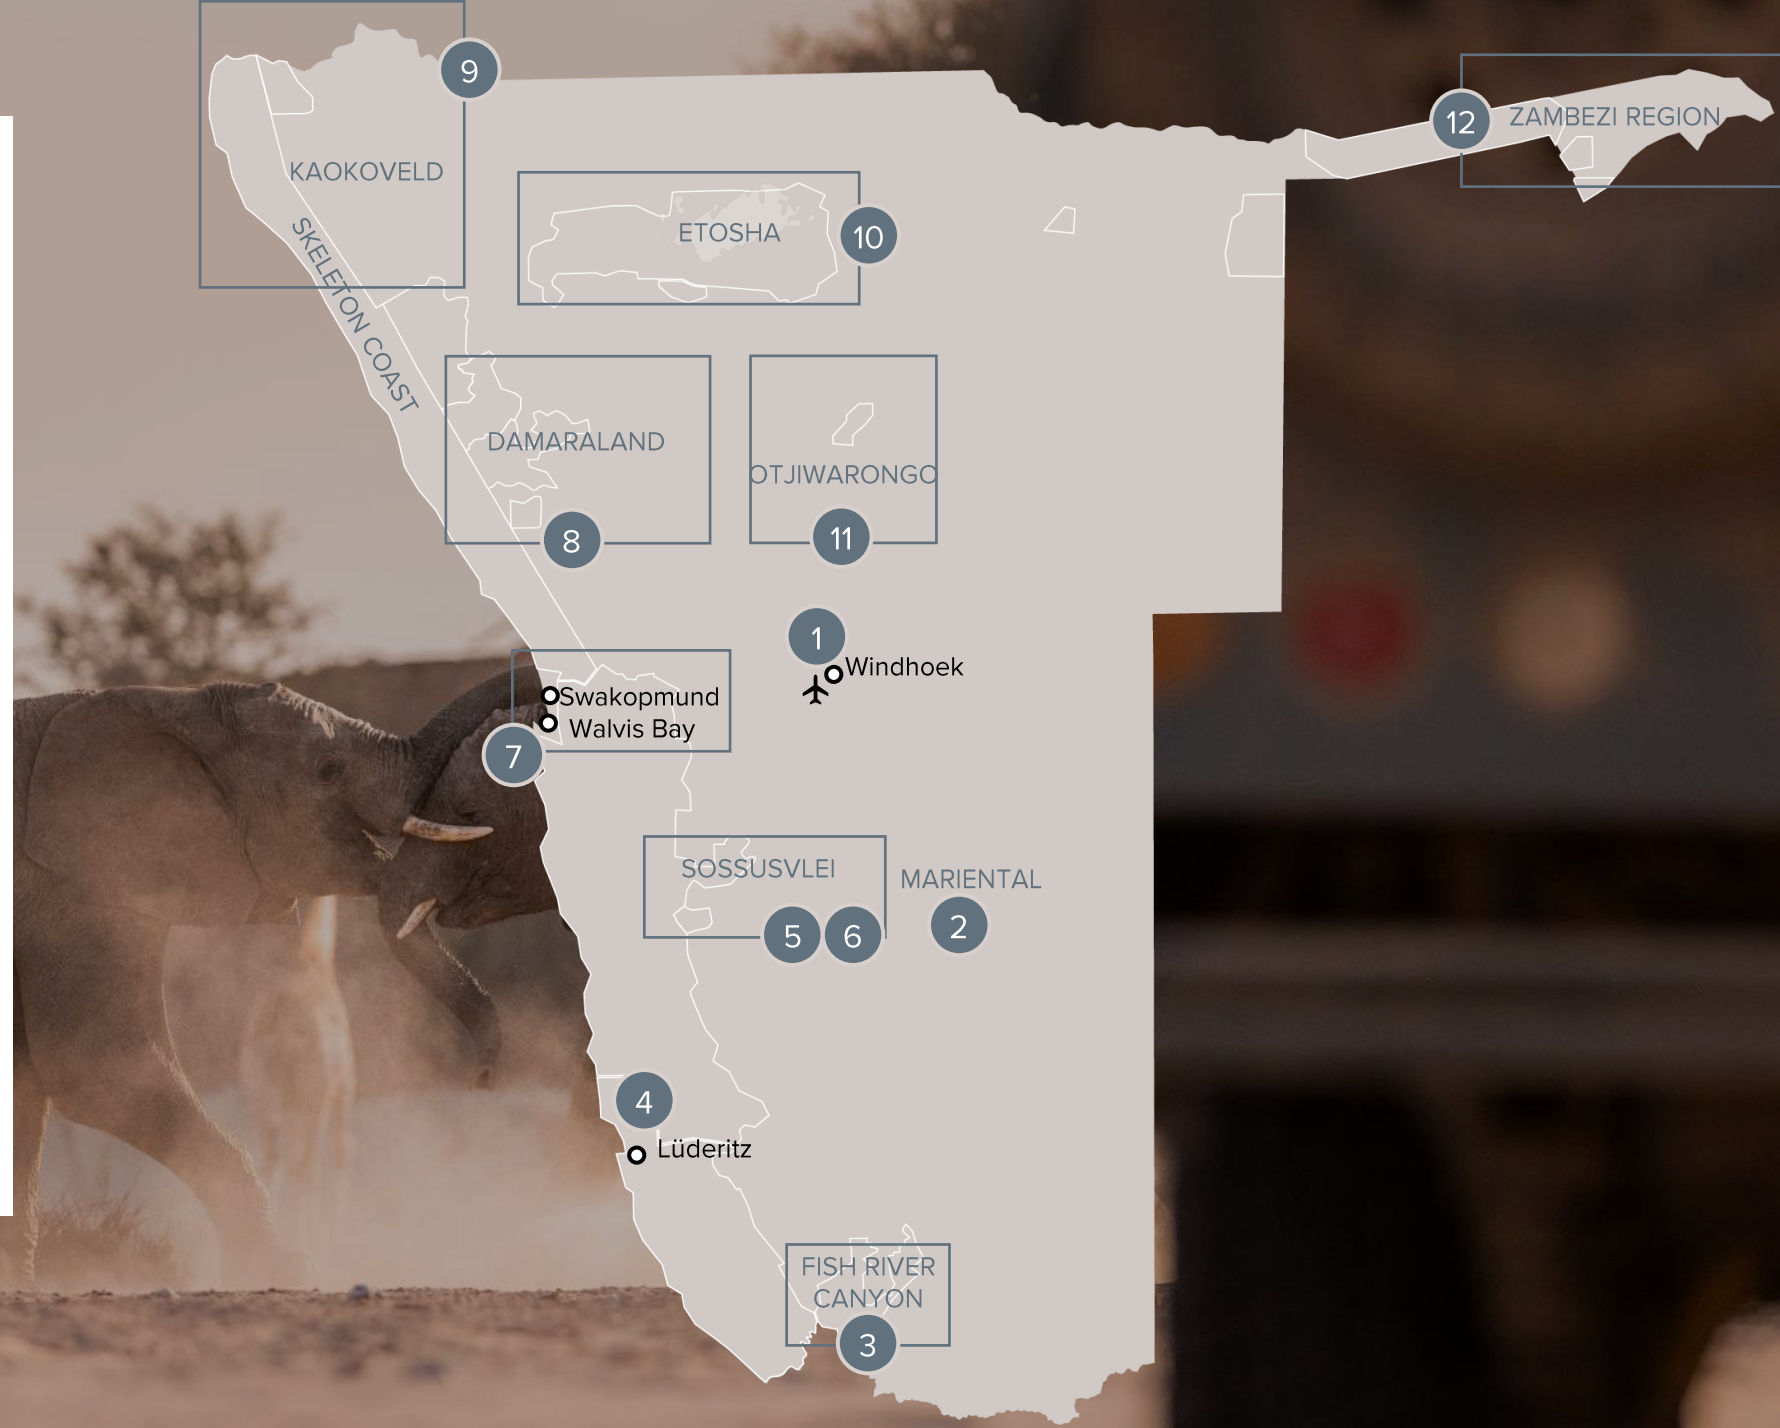 9
12
ZAMBEZI REGION
KAOKOVELD
ETOSHA
10
SKELETON COAST
DAMARALAND
OTJIWARONGO
8
11
1
Windhoek
Swakopmund
Walvis Bay
7
SOSSUSVLEI
MARIENTAL
5
6
2
4
Lüderitz
FISH RIVER
CANYON
3